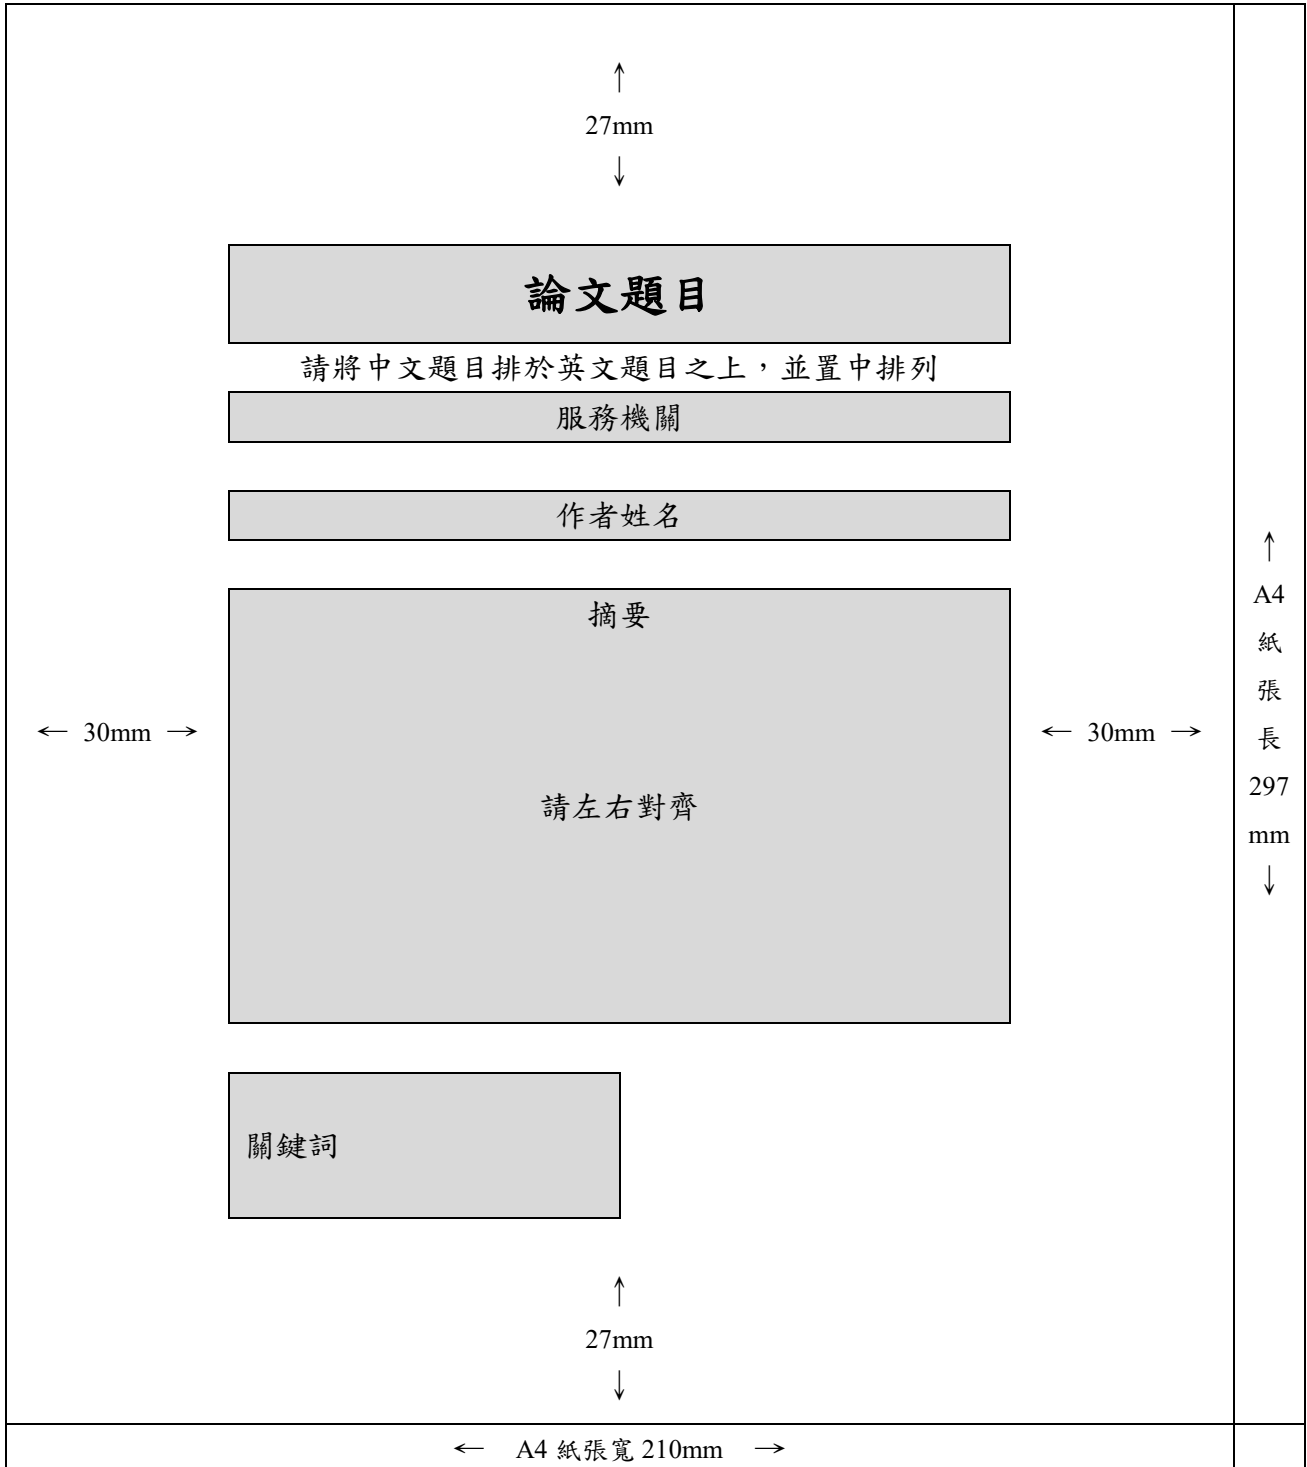 ↑
27mm
↓
論文題目
請將中文題目排於英文題目之上，並置中排列
服務機關
作者姓名
摘要
← 30mm →
請左右對齊
← 30mm →
關鍵詞
↑
27mm
↓
← A4 紙張寬 210mm →
↑
A4
紙
張
長
297
mm
↓